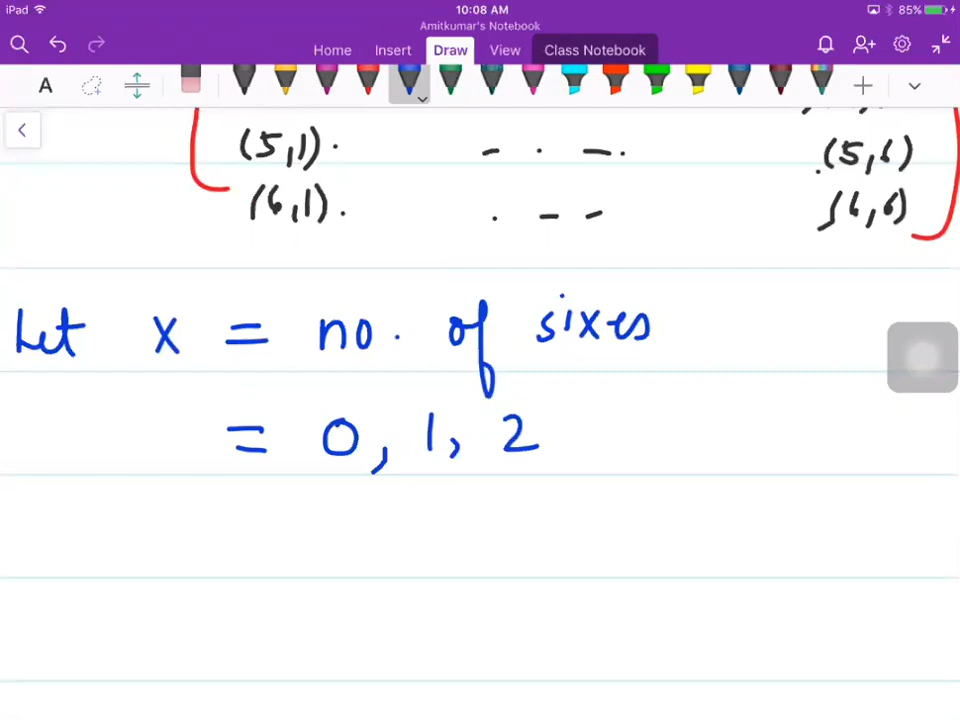 iPad 10:08 AM 85%
Amitkumar's Notebook
Home Insert Draw View Class Notebook
A
(5,1). - . - . .(5,6)
(6,1). . - - (6,6)
Let x = no. of sixes
= 0, 1, 2